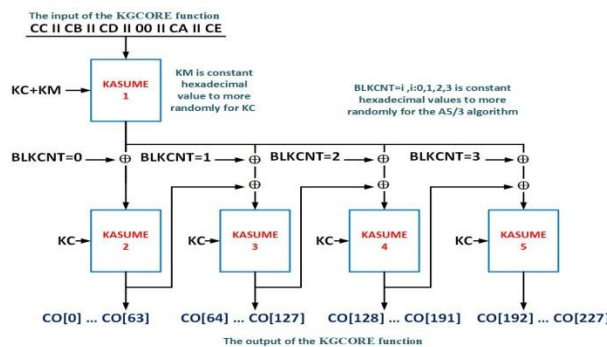 The input of the KGCORE function
CC II CB II CD II 00 II CA II CE
KASUME
1
KC+KM
KM is constant
hexadecimal
value to more
randomly for KC
BLKCNT=i ,i:0,1,2,3 is constant
hexadecimal values to more
randomly for the A5/3 algorithm
BLKCNT=0
BLKCNT=1
BLKCNT=2
BLKCNT=3
KC
KASUME
2
KC
KASUME
3
KC
KASUME
4
KC
KASUME
5
CO[0] ... CO[63]
CO[64] ... CO[127]
CO[128] ... CO[191]
CO[192] ... CO[227]
The output of the KGCORE function